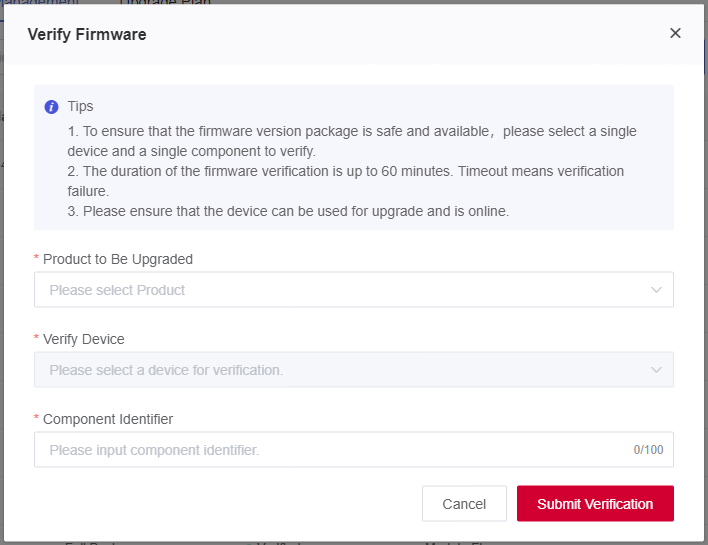 Upgrade Plan
Verify Firmware
Tips
1. To ensure that the firmware version package is safe and available，please select a single
device and a single component to verify.
2. The duration of the firmware verification is up to 60 minutes. Timeout means verification
failure.
3. Please ensure that the device can be used for upgrade and is online.
* Product to Be Upgraded
Please select Product
* Verify Device
Please select a device for verification.
* Component Identifier
Please input component identifier.
0/100
Cancel
Submit Verification